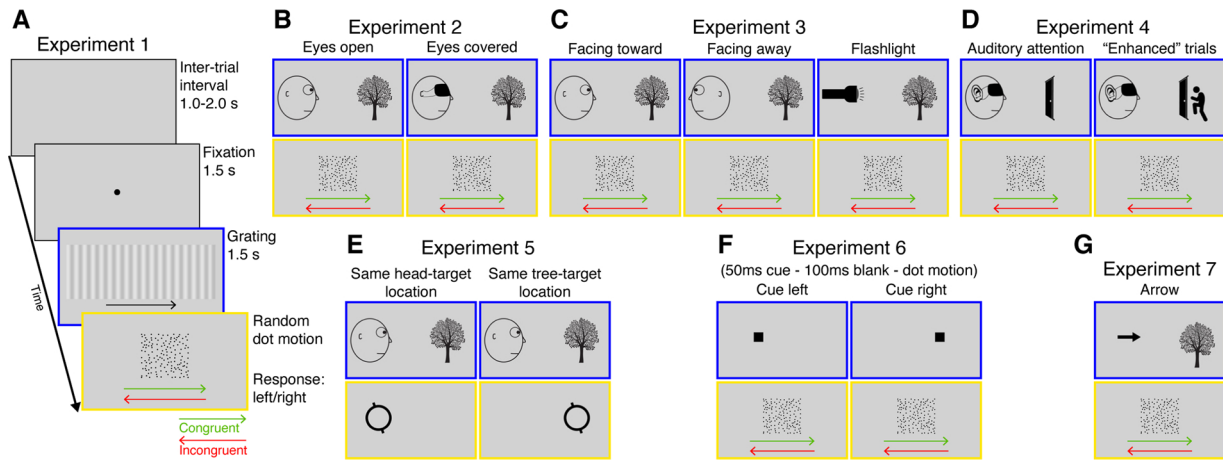 A
Experiment 1
Inter-trial
interval
1.0-2.0 s
Fixation
1.5 s
Grating
1.5 s
Time
Random
dot motion
Response:
left/right
Congruent
Incongruent
B
Experiment 2
Eyes open
Eyes covered
C
Experiment 3
Facing toward
Facing away
Flashlight
D
Experiment 4
Auditory attention
“Enhanced” trials
E
Experiment 5
Same head-target
location
Same tree-target
location
F
Experiment 6
(50ms cue - 100ms blank - dot motion)
Cue left
Cue right
G
Experiment 7
Arrow